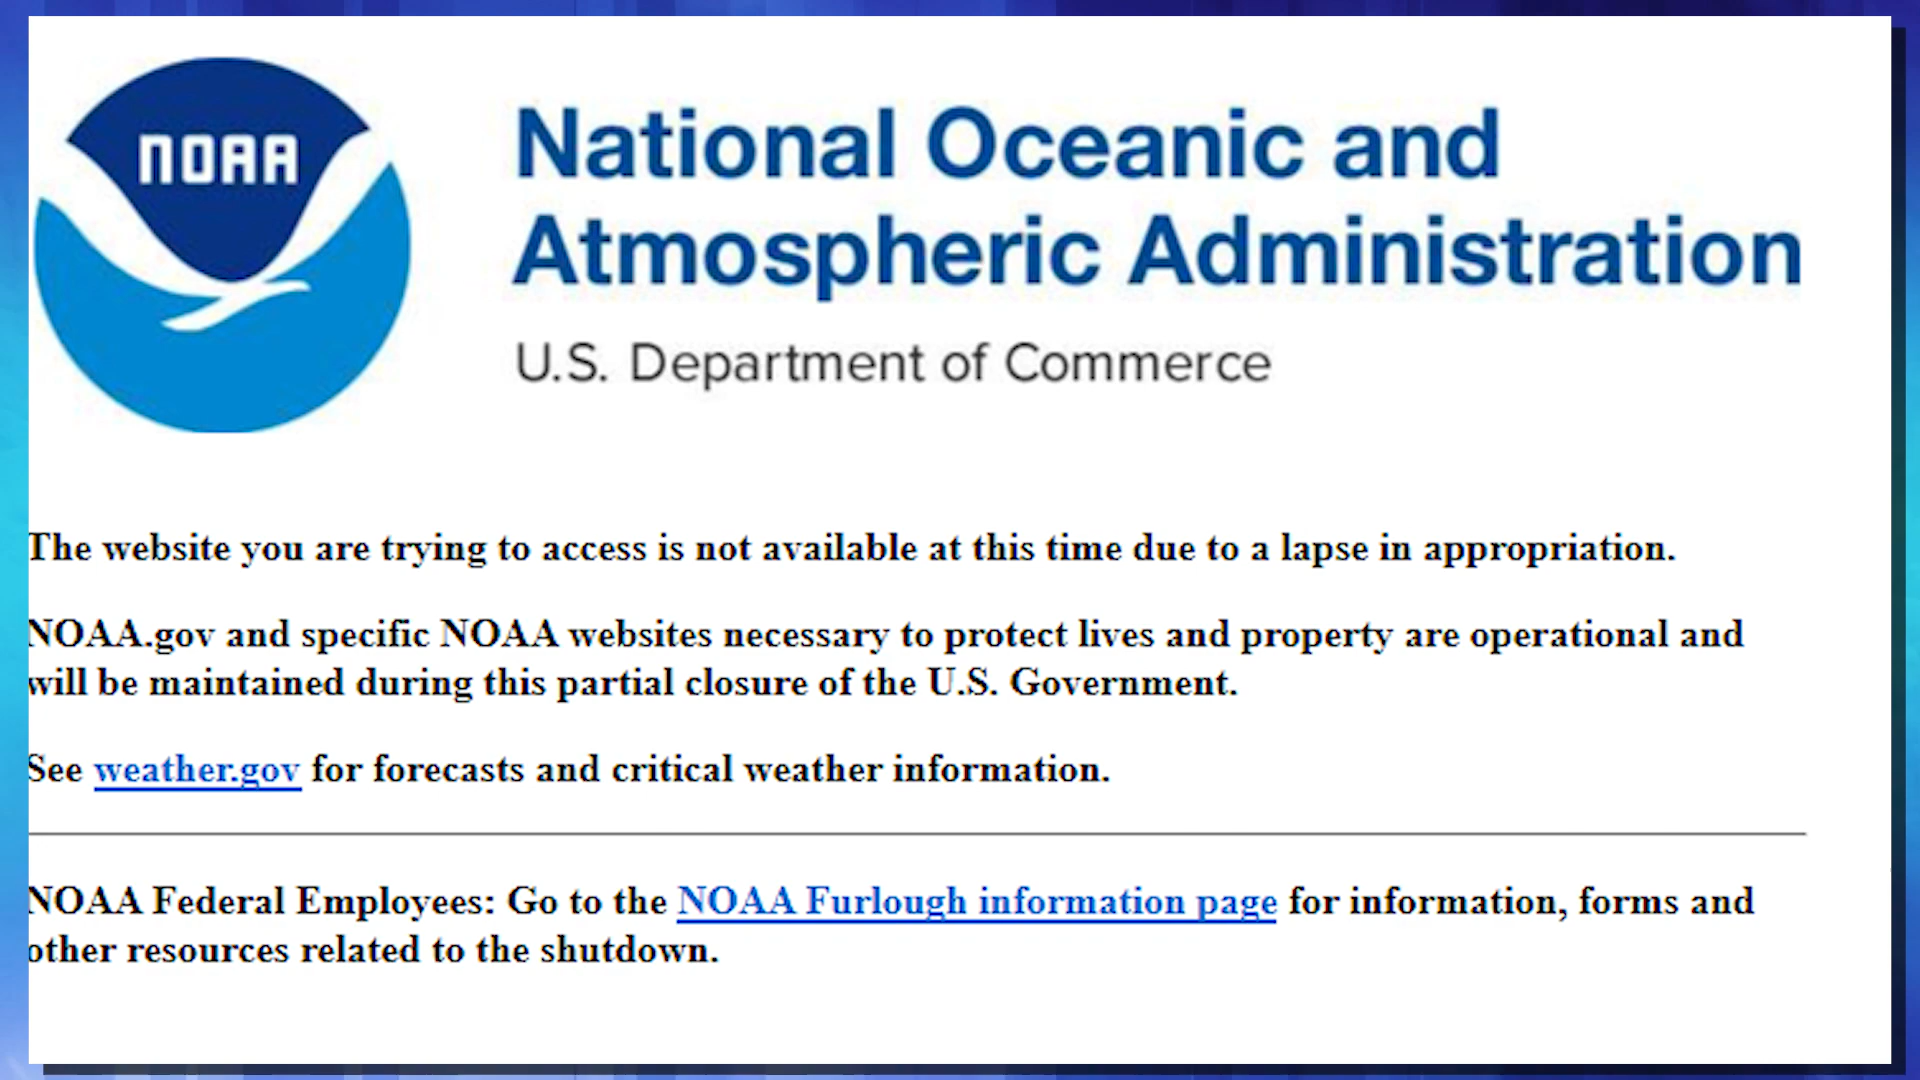 NOAA
National Oceanic and
Atmospheric Administration
U.S. Department of Commerce
The website you are trying to access is not available at this time due to a lapse in appropriation.
NOAA.gov and specific NOAA websites necessary to protect lives and property are operational and
will be maintained during this partial closure of the U.S. Government.
See weather.gov for forecasts and critical weather information.
NOAA Federal Employees: Go to the NOAA Furlough information page for information, forms and
other resources related to the shutdown.